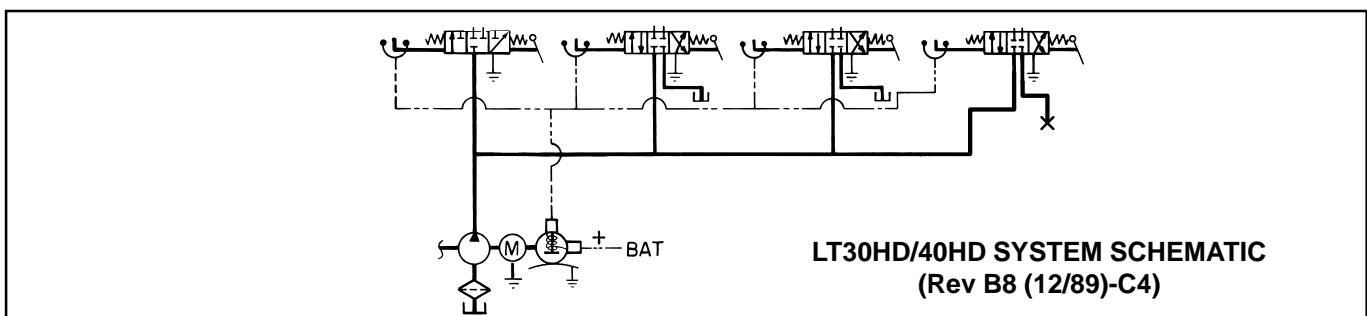 M
+
BAT
LT30HD/40HD SYSTEM SCHEMATIC
(Rev B8 (12/89)-C4)